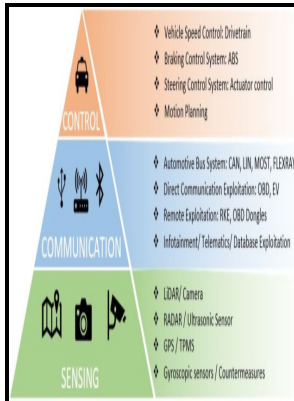 ❖ Vehicle Speed Control: Drivetrain
❖ Braking Control System: ABS
❖ Steering Control System: Actuator control
❖ Motion Planning
CONTROL
❖ Automotive Bus System: CAN, LIN, MOST, FLEXRAY
❖ Direct Communication Exploitation: OBD, EV
❖ Remote Exploitation: RKE, OBD Dongles
❖ Infotainment/ Telematics/ Database Exploitation
COMMUNICATION
❖ LiDAR/ Camera
❖ RADAR/ Ultrasonic Sensor
❖ GPS / TPMS
❖ Gyroscopic sensors / Countermeasures
SENSING